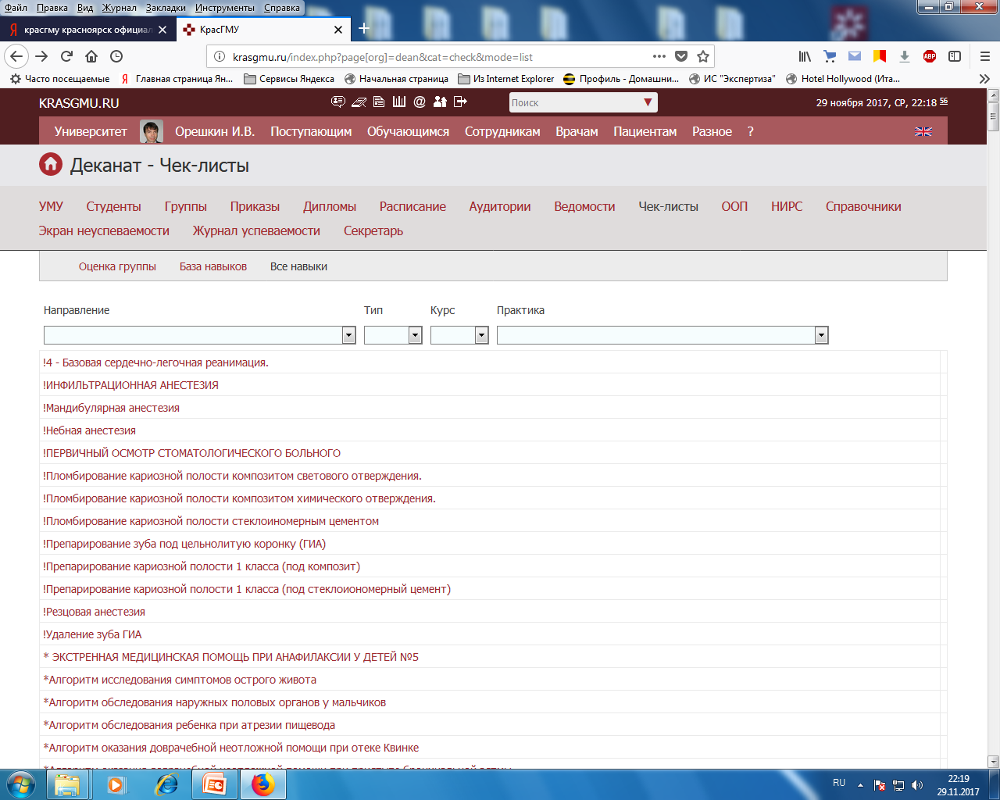 Файл Правка Вид Журнал Закладки Инструменты Справка
красгму красноярск официал
КрасГМУ
krasgmu.ru/index.php?page[org]=dean&cat=check&mode=list
Часто посещаемые Главная страница Ян... Сервисы Яндекса Начальная страница Из Internet Explorer Профиль - Домашни... ИС "Экспертиза" Hotel Hollywood (Ита...
KRASGMU.RU Поиск 29 ноября 2017, СР, 22:18 56
Университет Орешкин И.В. Поступающим Обучающимся Сотрудникам Врачам Пациентам Разное ?
Деканат - Чек-листы
УМУ Студенты Группы Приказы Дипломы Расписание Аудитории Ведомости Чек-листы ООП НИРС Справочники
Экран неуспеваемости Журнал успеваемости Секретарь
Оценка группы База навыков Все навыки
Направление Тип Курс Практика
!4 - Базовая сердечно-легочная реанимация.
!ИНФИЛЬТРАЦИОННАЯ АНЕСТЕЗИЯ
!Мандибулярная анестезия
!Небная анестезия
!ПЕРВИЧНЫЙ ОСМОТР СТОМАТОЛОГИЧЕСКОГО БОЛЬНОГО
!Пломбирование кариозной полости композитом светового отверждения.
!Пломбирование кариозной полости композитом химического отверждения.
!Пломбирование кариозной полости стеклоиномерным цементом
!Препарирование зуба под цельнолитую коронку (ГИА)
!Препарирование кариозной полости 1 класса (под композит)
!Препарирование кариозной полости 1 класса (под стеклоиономерный цемент)
!Резцовая анестезия
!Удаление зуба ГИА
* ЭКСТРЕННАЯ МЕДИЦИНСКАЯ ПОМОЩЬ ПРИ АНАФИЛАКСИИ У ДЕТЕЙ №5
*Алгоритм исследования симптомов острого живота
*Алгоритм обследования наружных половых органов у мальчиков
*Алгоритм обследования ребенка при атрезии пищевода
*Алгоритм оказания доврачебной неотложной помощи при отеке Квинке
RU 22:19
29.11.2017